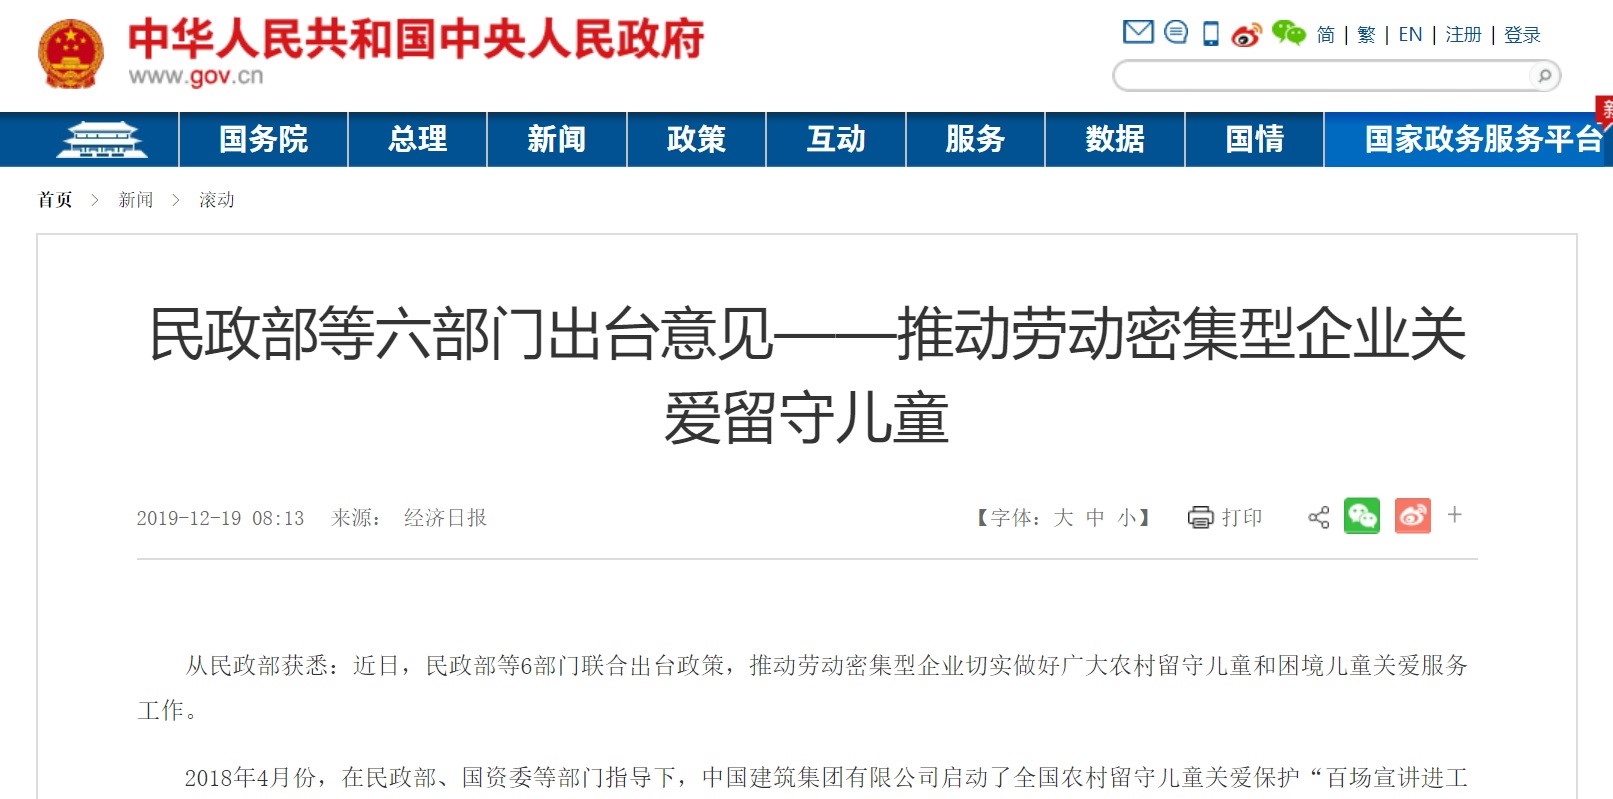 中华人民共和国中央人民政府
www.gov.cn
简 | 繁 | EN | 注册 | 登录
国务院 总理 新闻 政策 互动 服务 数据 国情 国家政务服务平台
首页 > 新闻 > 滚动
民政部等六部门出台意见——推动劳动密集型企业关
爱留守儿童
2019-12-19 08:13 来源： 经济日报 【字体：大 中 小】 打印
从民政部获悉：近日，民政部等6部门联合出台政策，推动劳动密集型企业切实做好广大农村留守儿童和困境儿童关爱服务
工作。
2018年4月份，在民政部、国资委等部门指导下，中国建筑集团有限公司启动了全国农村留守儿童关爱保护“百场宣讲进工